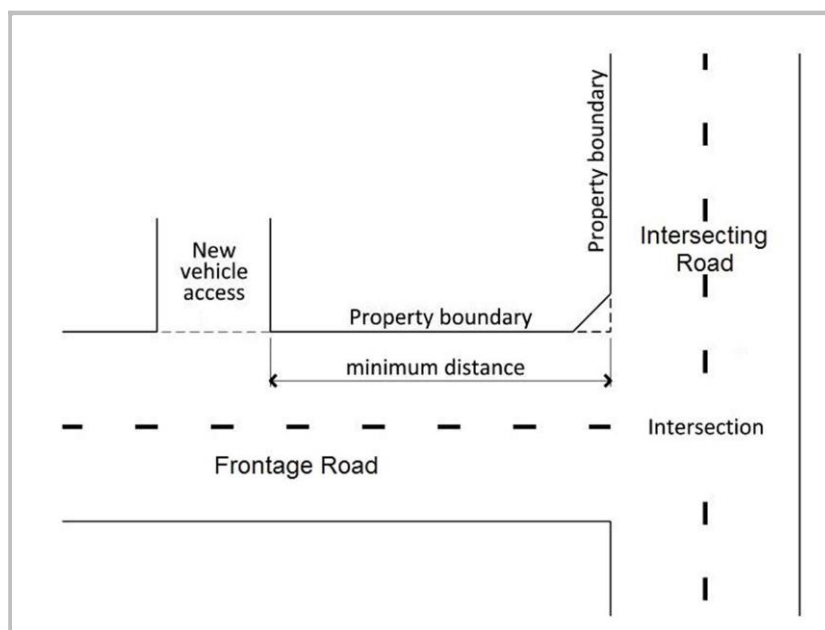 Property boundary
Intersecting
Road
New
vehicle
access
Property boundary
minimum distance
Intersection
Frontage Road